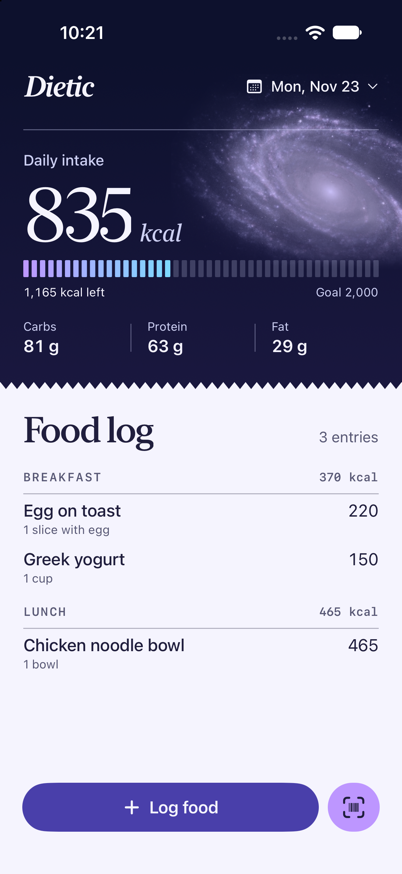 10:21
Dietic
Mon, Nov 23
Daily intake
835 kcal
1,165 kcal left
Goal 2,000
Carbs
Protein
Fat
81 g
63 g
29 g
Food log
3 entries
BREAKFAST
370 kcal
Egg on toast
220
1 slice with egg
Greek yogurt
150
1 cup
LUNCH
465 kcal
Chicken noodle bowl
465
1 bowl
+ Log food